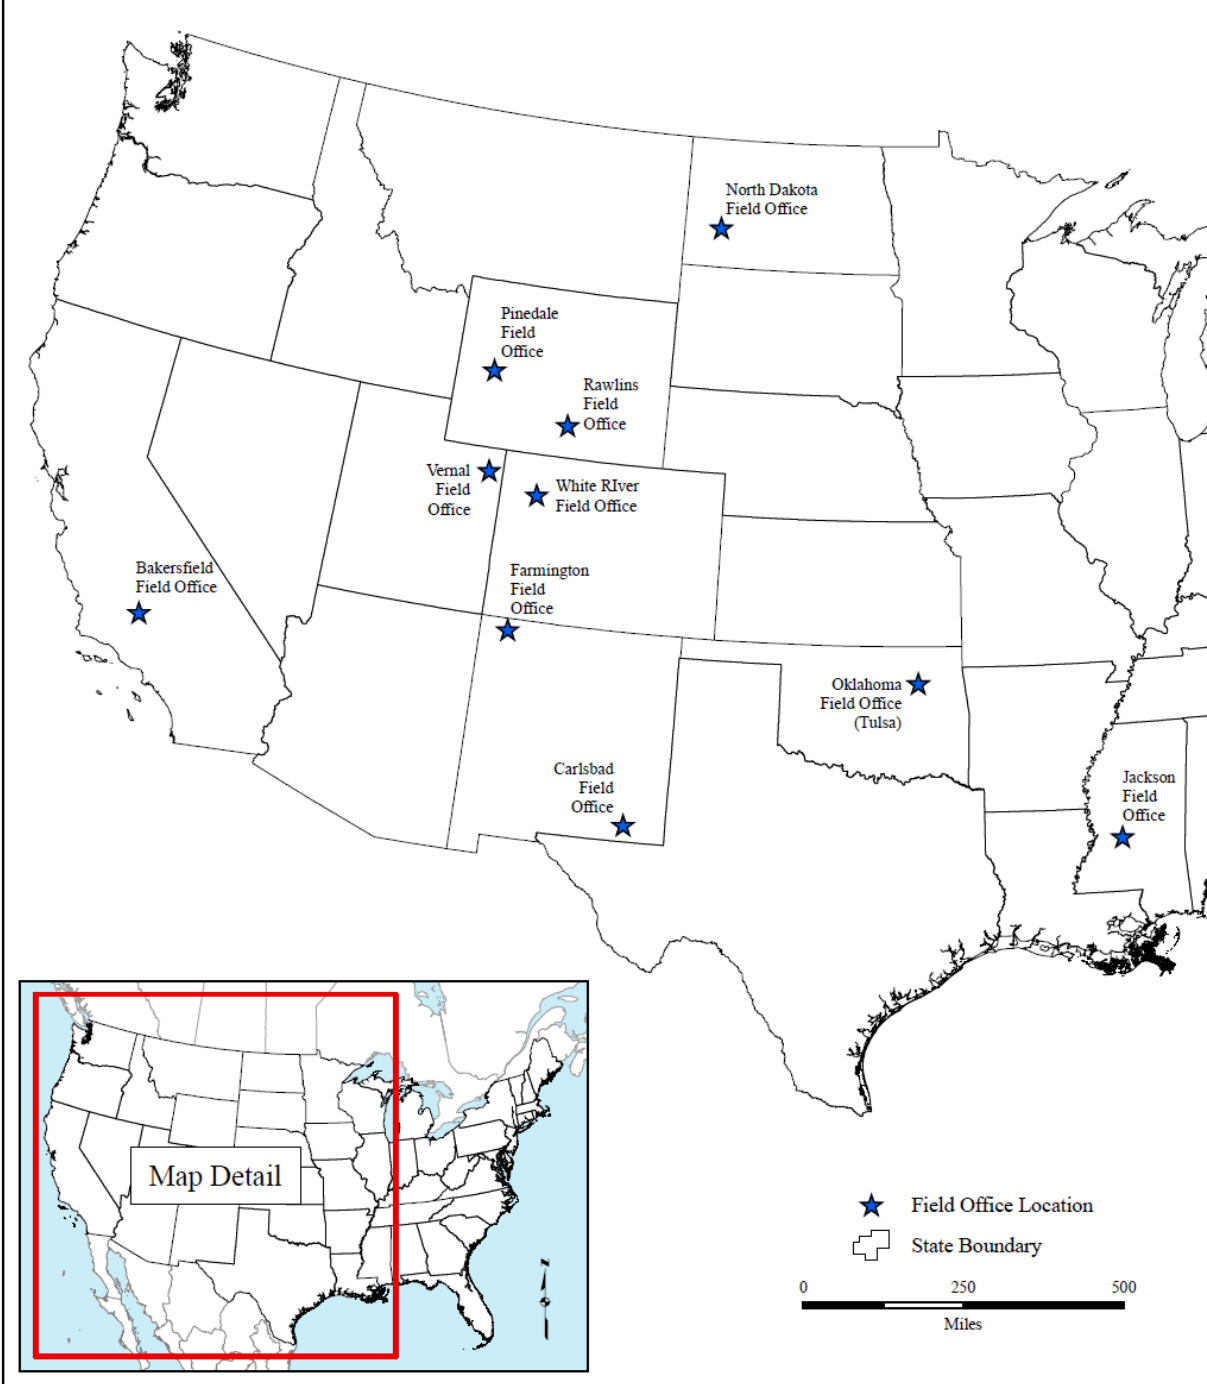 North Dakota
Field Office
Pinedale
Field
Office
Rawlins
Field
Office
Vernal
Field
Office
White RIver
Field Office
Bakersfield
Field Office
Farmington
Field
Office
Oklahoma
Field Office
(Tulsa)
Carlsbad
Field
Office
Jackson
Field
Office
Map Detail
N
Field Office Location
State Boundary
0 250 500
Miles